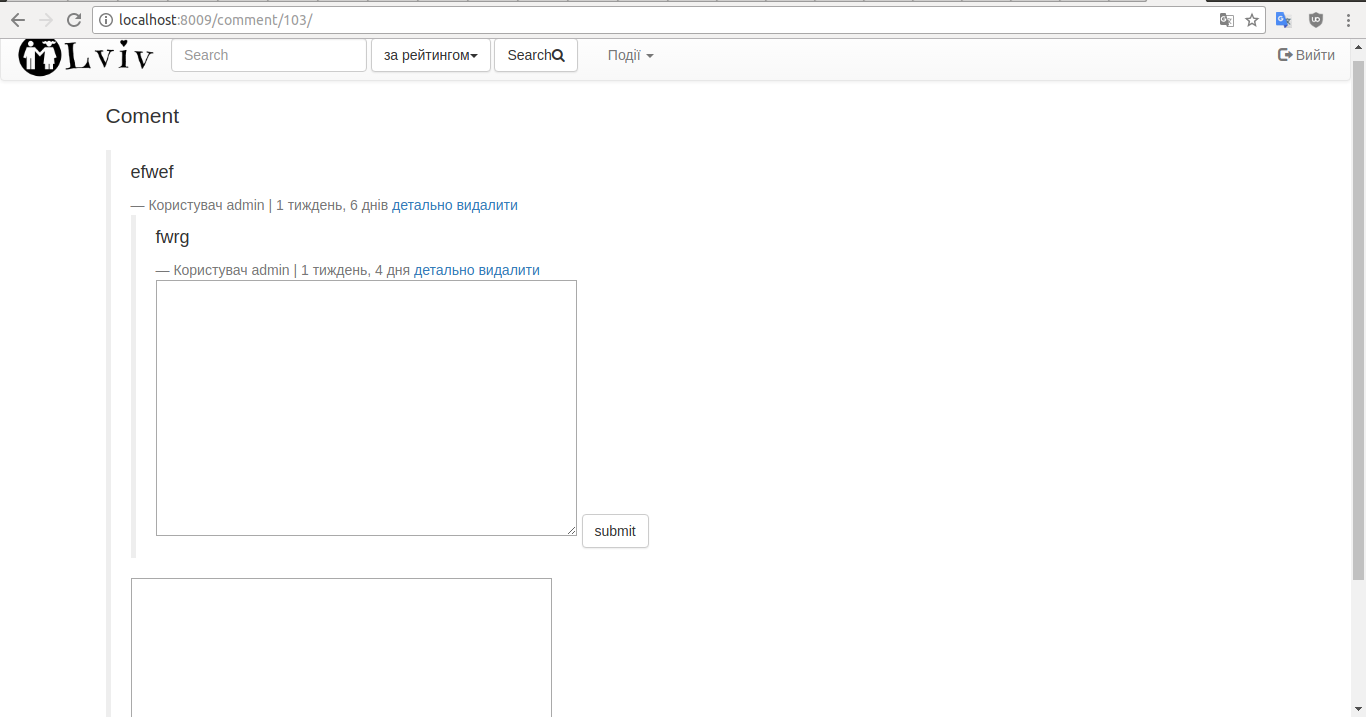 localhost:8009/comment/103/
Lviv Search за рейтингом Search Події Вийти
Coment
efwef
— Користувач admin | 1 тиждень, 6 днів детально видалити
fwrg
— Користувач admin | 1 тиждень, 4 дня детально видалити
submit